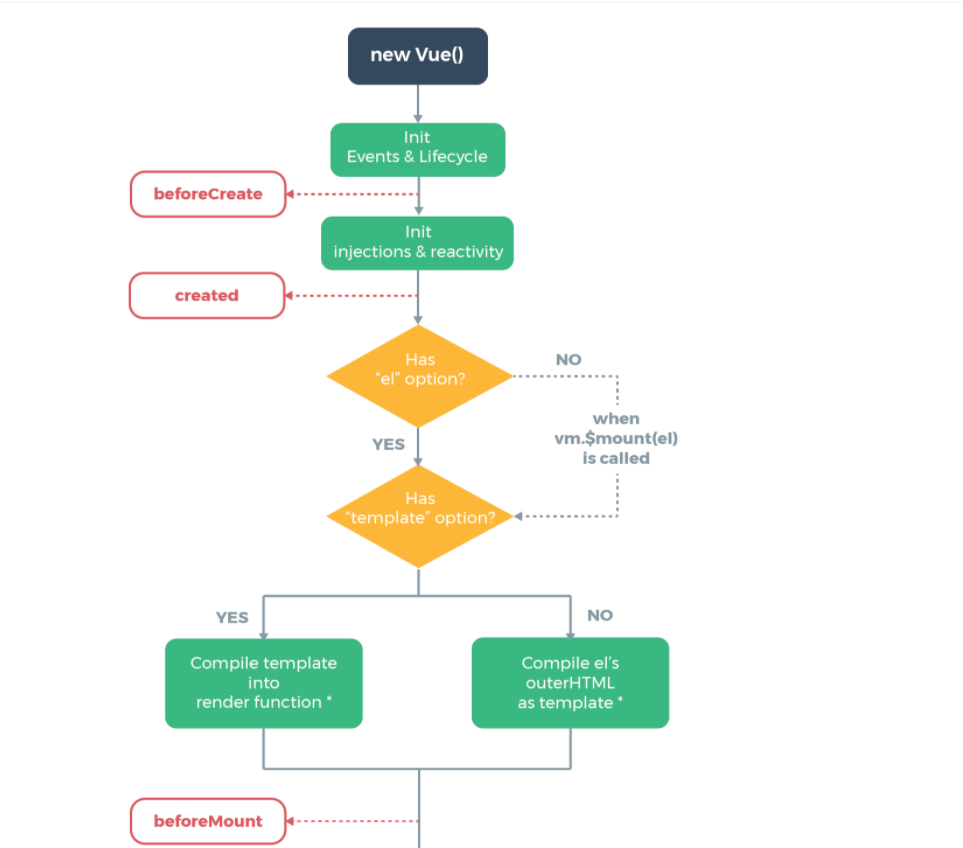 new Vue()
Init
Events & Lifecycle
beforeCreate
Init
injections & reactivity
created
Has
"el" option?
NO
when
vm.$mount(el)
is called
YES
Has
"template" option?
YES
NO
Compile template
into
render function *
Compile el's
outerHTML
as template *
beforeMount